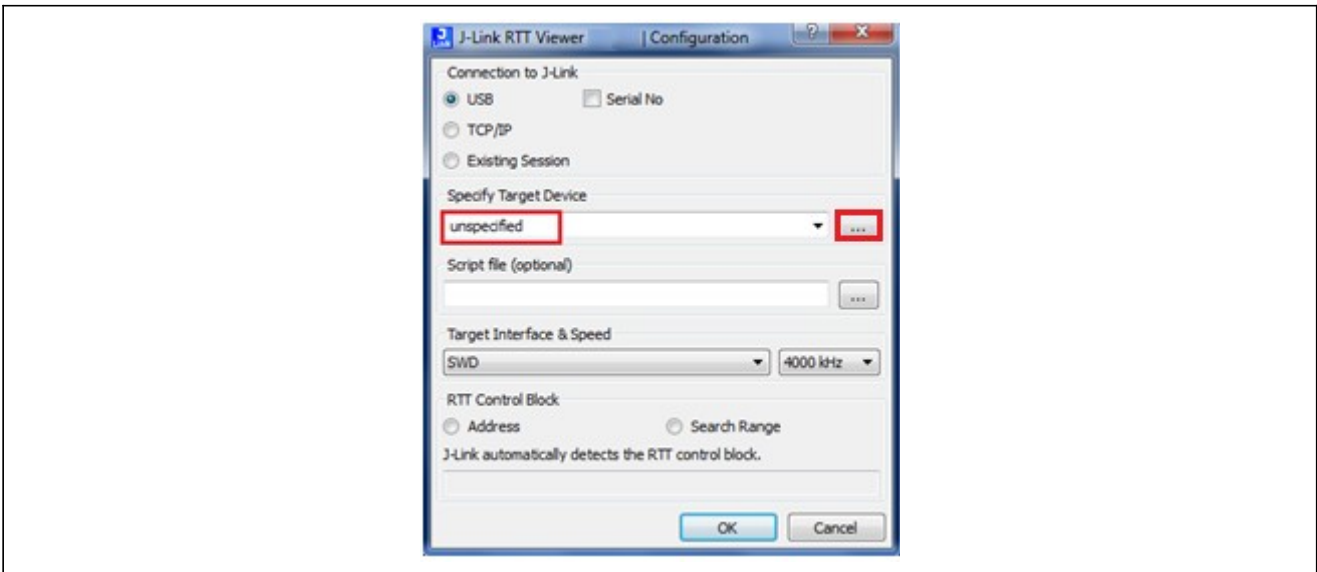 J-Link RTT Viewer | Configuration
Connection to J-Link
USB Serial No
TCP/IP
Existing Session
Specify Target Device
unspecified ...
Script file (optional)
...
Target Interface & Speed
SWD 4000 kHz
RTT Control Block
Address Search Range
J-Link automatically detects the RTT control block.
OK Cancel